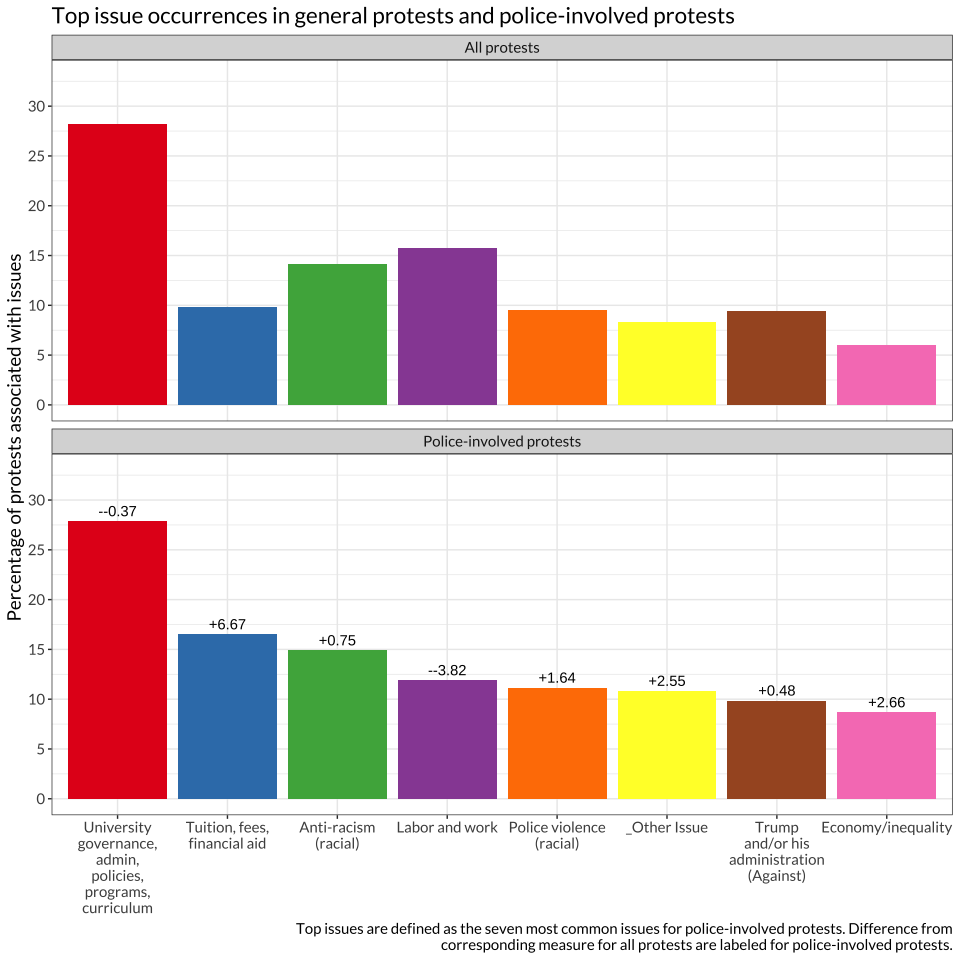 Top issue occurrences in general protests and police-involved protests
All protests
30
25
20
15
10
5
0
Percentage of protests associated with issues
Police-involved protests
30
25
20
15
10
5
0
--0.37
+6.67
+0.75
--3.82
+1.64
+2.55
+0.48
+2.66
University
governance,
admin,
policies,
programs,
curriculum
Tuition, fees,
financial aid
Anti-racism
(racial)
Labor and work
Police violence
(racial)
_Other Issue
Trump
and/or his
administration
(Against)
Economy/inequality
Top issues are defined as the seven most common issues for police-involved protests. Difference from
corresponding measure for all protests are labeled for police-involved protests.